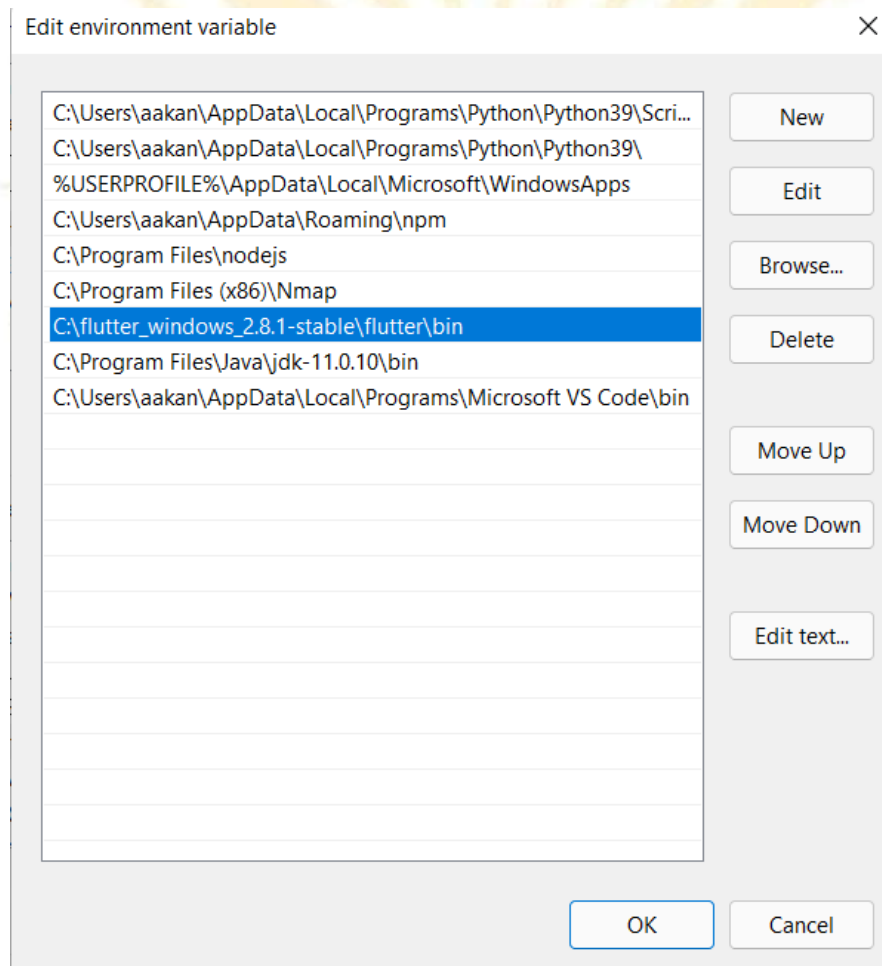 Edit environment variable
C:\Users\aakan\AppData\Local\Programs\Python\Python39\Scri...
C:\Users\aakan\AppData\Local\Programs\Python\Python39\
%USERPROFILE%\AppData\Local\Microsoft\WindowsApps
C:\Users\aakan\AppData\Roaming\npm
C:\Program Files\nodejs
C:\Program Files (x86)\Nmap
C:\flutter_windows_2.8.1-stable\flutter\bin
C:\Program Files\Java\jdk-11.0.10\bin
C:\Users\aakan\AppData\Local\Programs\Microsoft VS Code\bin
New
Edit
Browse...
Delete
Move Up
Move Down
Edit text...
OK
Cancel